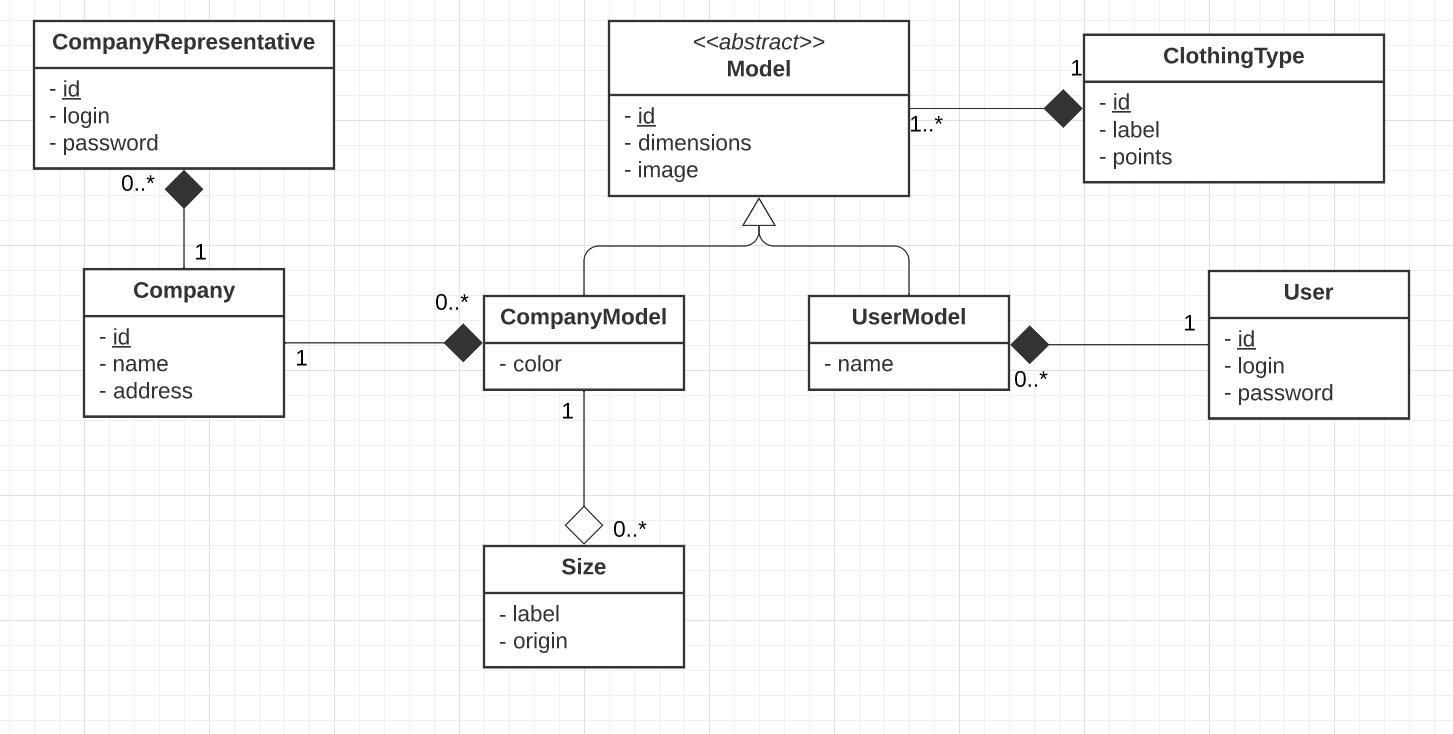 CompanyRepresentative
- id
- login
- password
0..*
1
<<abstract>>
Model
- id
- dimensions
- image
1..*
1
ClothingType
- id
- label
- points
Company
- id
- name
- address
1
0..*
CompanyModel
- color
1
0..*
UserModel
- name
0..*
1
User
- id
- login
- password
Size
- label
- origin